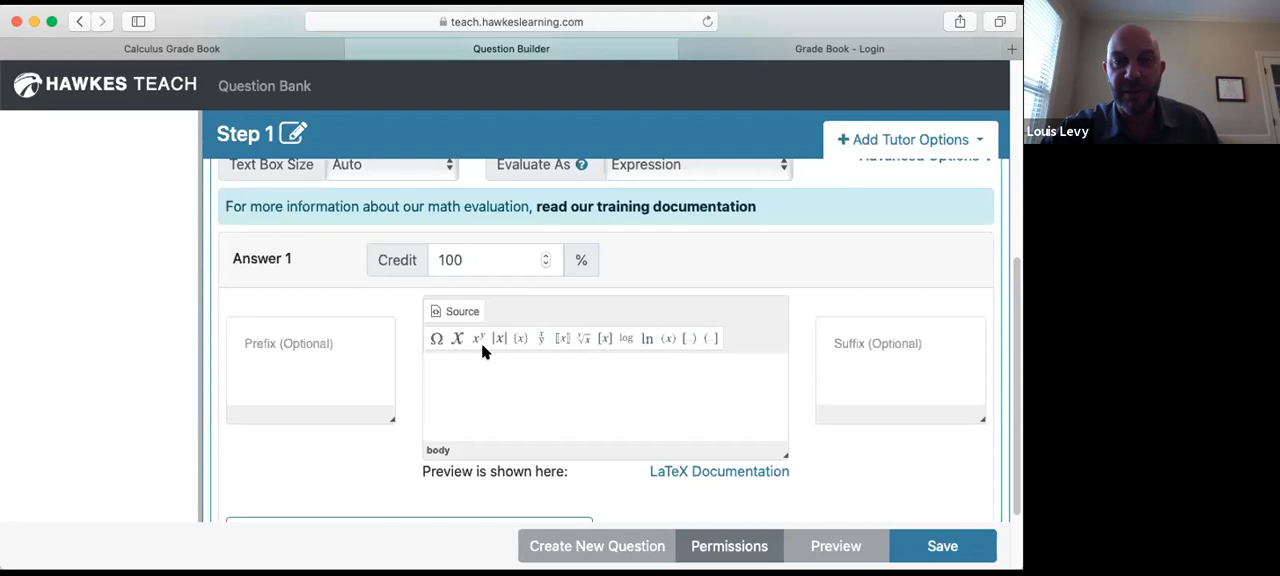 teach.hawkeslearning.com
Calculus Grade Book
Question Builder
Grade Book - Login
HAWKES TEACH
Question Bank
Step 1
+ Add Tutor Options
Text Box Size
Auto
Evaluate As
Expression
Advanced Options
For more information about our math evaluation, read our training documentation
Answer 1
Credit
100
%
Source
Ω X xʸ |x| {x} x/y ⟦x⟧ ʸ√x [x] log ln (x) [ ) ( ]
Prefix (Optional)
Suffix (Optional)
body
Preview is shown here:
LaTeX Documentation
Create New Question
Permissions
Preview
Save
Louis Levy